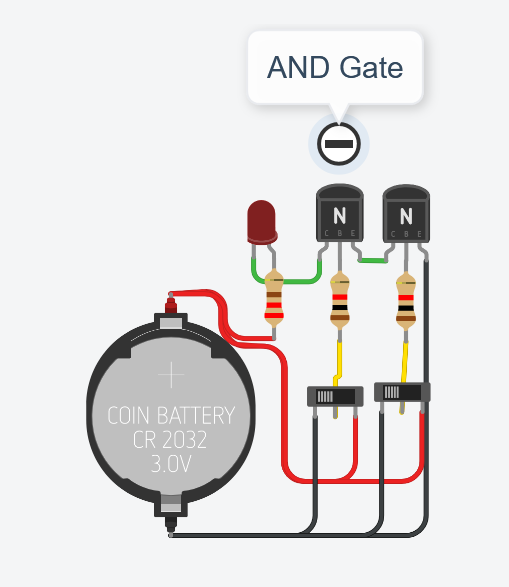 AND Gate
N
N
C B E
C B E
COIN BATTERY
CR 2032
3.0V